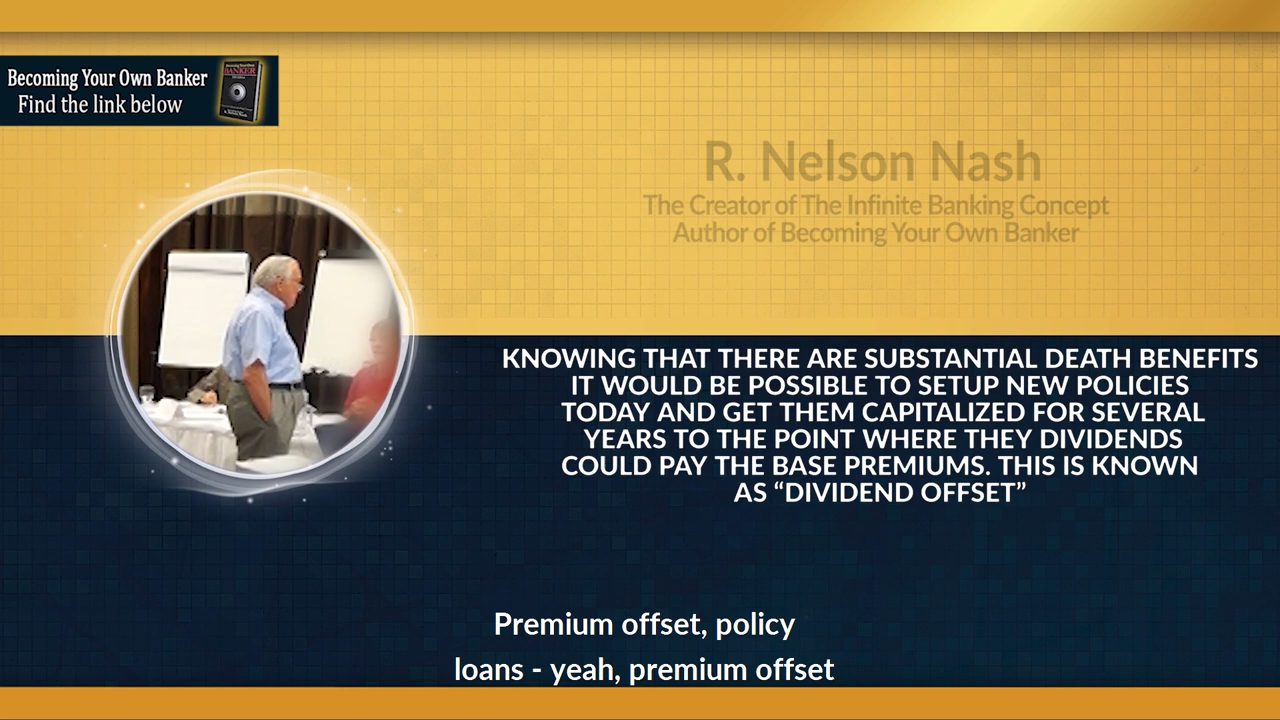 Becoming Your Own Banker
Find the link below
R. Nelson Nash
The Creator of The Infinite Banking Concept
Author of Becoming Your Own Banker
KNOWING THAT THERE ARE SUBSTANTIAL DEATH BENEFITS
IT WOULD BE POSSIBLE TO SETUP NEW POLICIES
TODAY AND GET THEM CAPITALIZED FOR SEVERAL
YEARS TO THE POINT WHERE THEY DIVIDENDS
COULD PAY THE BASE PREMIUMS. THIS IS KNOWN
AS “DIVIDEND OFFSET”
Premium offset, policy
loans - yeah, premium offset